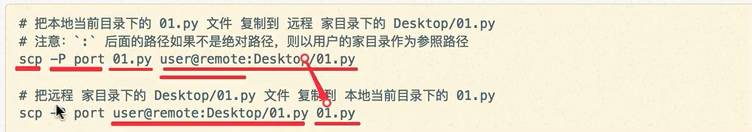 # 把本地当前目录下的 01.py 文件 复制到 远程 家目录下的 Desktop/01.py
# 注意：`:` 后面的路径如果不是绝对路径，则以用户的家目录作为参照路径
scp -P port 01.py user@remote:Desktop/01.py
# 把远程 家目录下的 Desktop/01.py 文件 复制到 本地当前目录下的 01.py
scp port user@remote:Desktop/01.py 01.py